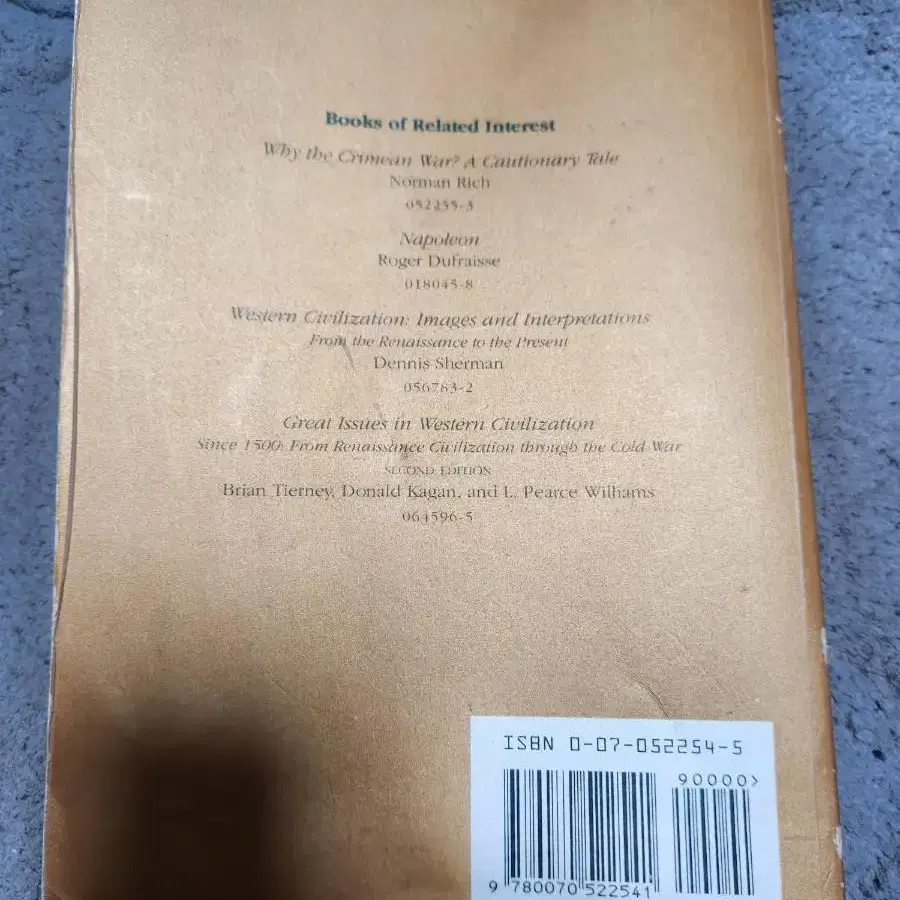 Books of Related Interest
Why the Crimean War? A Cautionary Tale
Norman Rich
052255-3
Napoleon
Roger Dufraisse
018045-8
Western Civilization: Images and Interpretations
From the Renaissance to the Present
Dennis Sherman
056783-2
Great Issues in Western Civilization
Since 1500: From Renaissance Civilization through the Cold War
SECOND EDITION
Brian Tierney, Donald Kagan, and L. Pearce Williams
064596-5
ISBN 0-07-052254-5
90000>
9 780070 522541